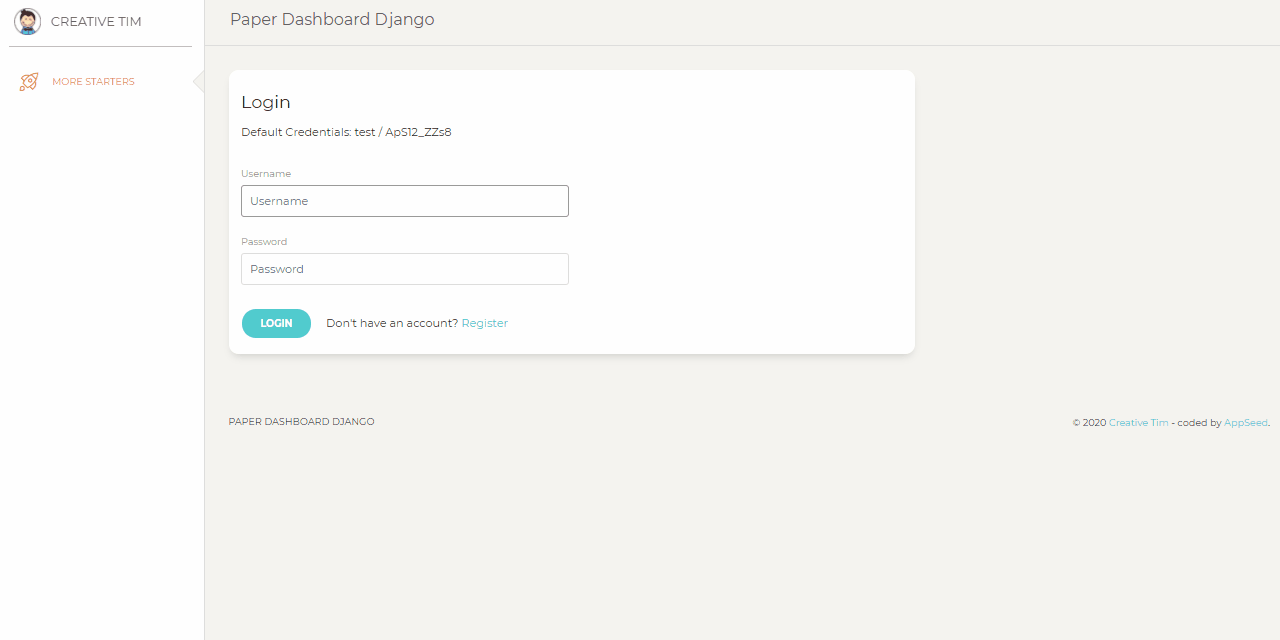 CREATIVE TIM
MORE STARTERS
Paper Dashboard Django
Login
Default Credentials: test / ApS12_ZZs8
Username
Username
Password
Password
LOGIN
Don't have an account? Register
PAPER DASHBOARD DJANGO
© 2020 Creative Tim - coded by AppSeed.